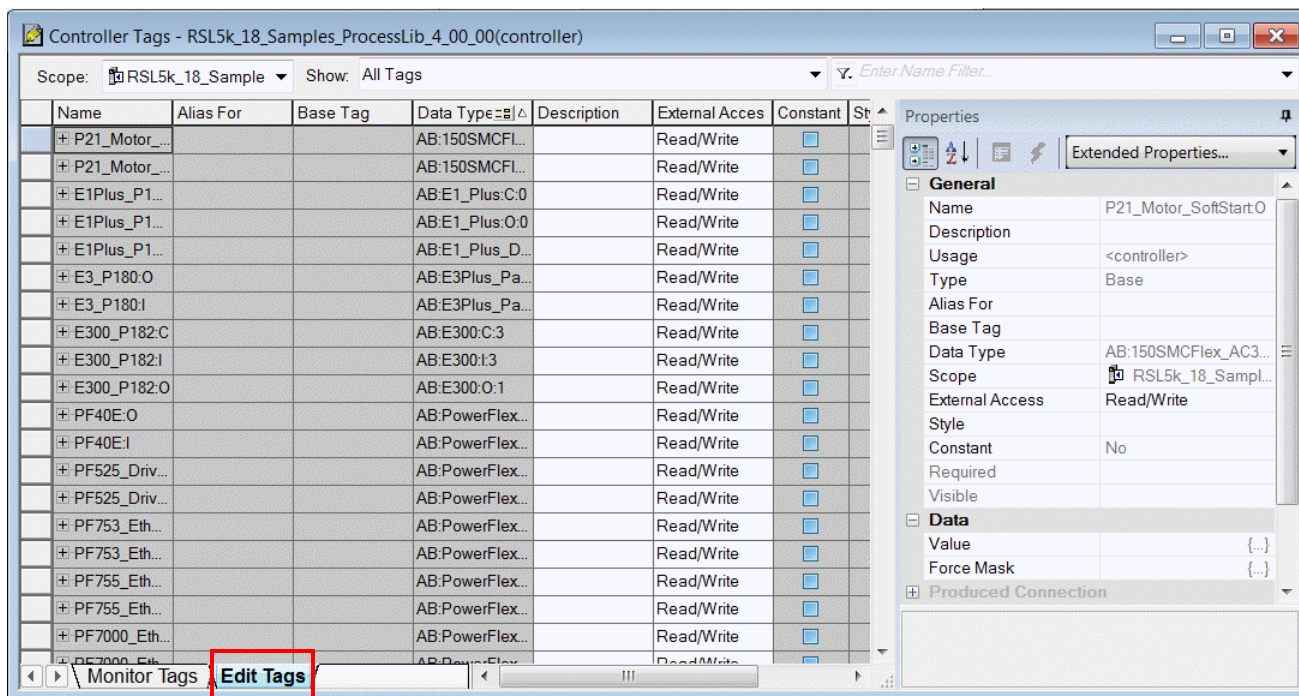 Controller Tags - RSL5k_18_Samples_ProcessLib_4_00_00(controller)
Scope: RSL5k_18_Sample Show: All Tags Enter Name Filter...
Name Alias For Base Tag Data Type Description External Acces Constant St
P21_Motor_... AB:150SMCFl... Read/Write
P21_Motor_... AB:150SMCFl... Read/Write
E1Plus_P1... AB:E1_Plus:C:0 Read/Write
E1Plus_P1... AB:E1_Plus:O:0 Read/Write
E1Plus_P1... AB:E1_Plus_D... Read/Write
E3_P180:O AB:E3Plus_Pa... Read/Write
E3_P180:I AB:E3Plus_Pa... Read/Write
E300_P182:C AB:E300:C:3 Read/Write
E300_P182:I AB:E300:I:3 Read/Write
E300_P182:O AB:E300:O:1 Read/Write
PF40E:O AB:PowerFlex... Read/Write
PF40E:I AB:PowerFlex... Read/Write
PF525_Driv... AB:PowerFlex... Read/Write
PF525_Driv... AB:PowerFlex... Read/Write
PF753_Eth... AB:PowerFlex... Read/Write
PF753_Eth... AB:PowerFlex... Read/Write
PF755_Eth... AB:PowerFlex... Read/Write
PF755_Eth... AB:PowerFlex... Read/Write
PF7000_Eth... AB:PowerFlex... Read/Write
PF7000_Eth... AB:PowerFlex... Read/Write
Monitor Tags Edit Tags
Properties
Extended Properties...
General
Name P21_Motor_SoftStart:O
Description
Usage <controller>
Type Base
Alias For
Base Tag
Data Type AB:150SMCFlex_AC3...
Scope RSL5k_18_Sampl...
External Access Read/Write
Style
Constant No
Required
Visible
Data
Value {...}
Force Mask {...}
Produced Connection